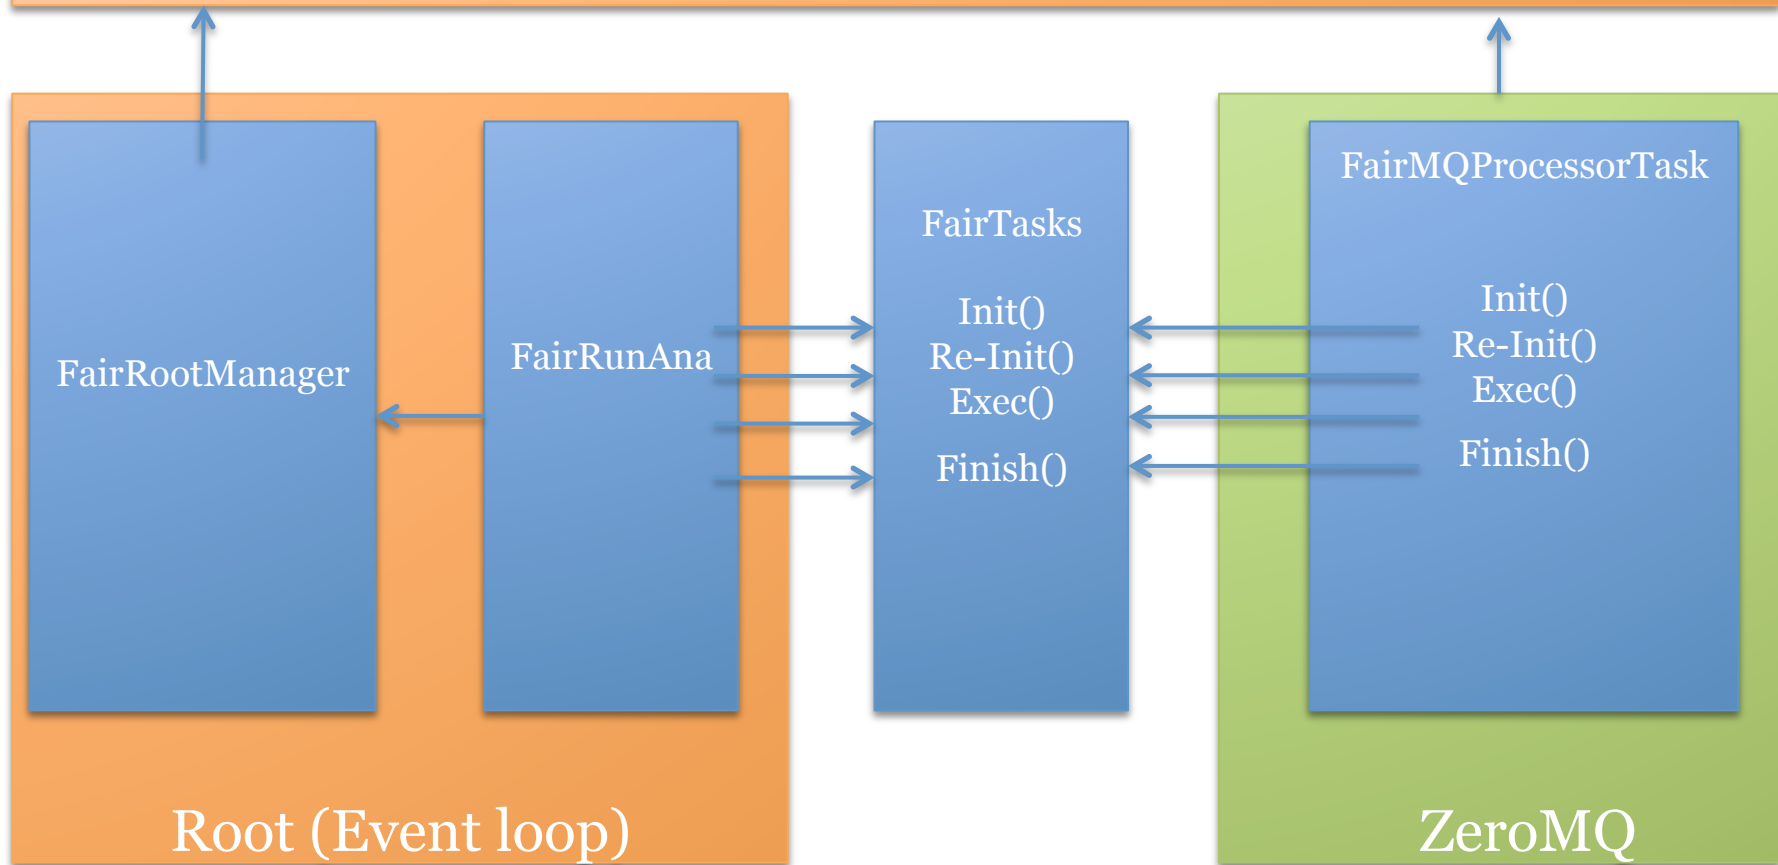 FairRootManager
FairRunAna
FairTasks
Init()
Re-Init()
Exec()
Finish()
FairMQProcessorTask
Init()
Re-Init()
Exec()
Finish()
Root (Event loop)
ZeroMQ